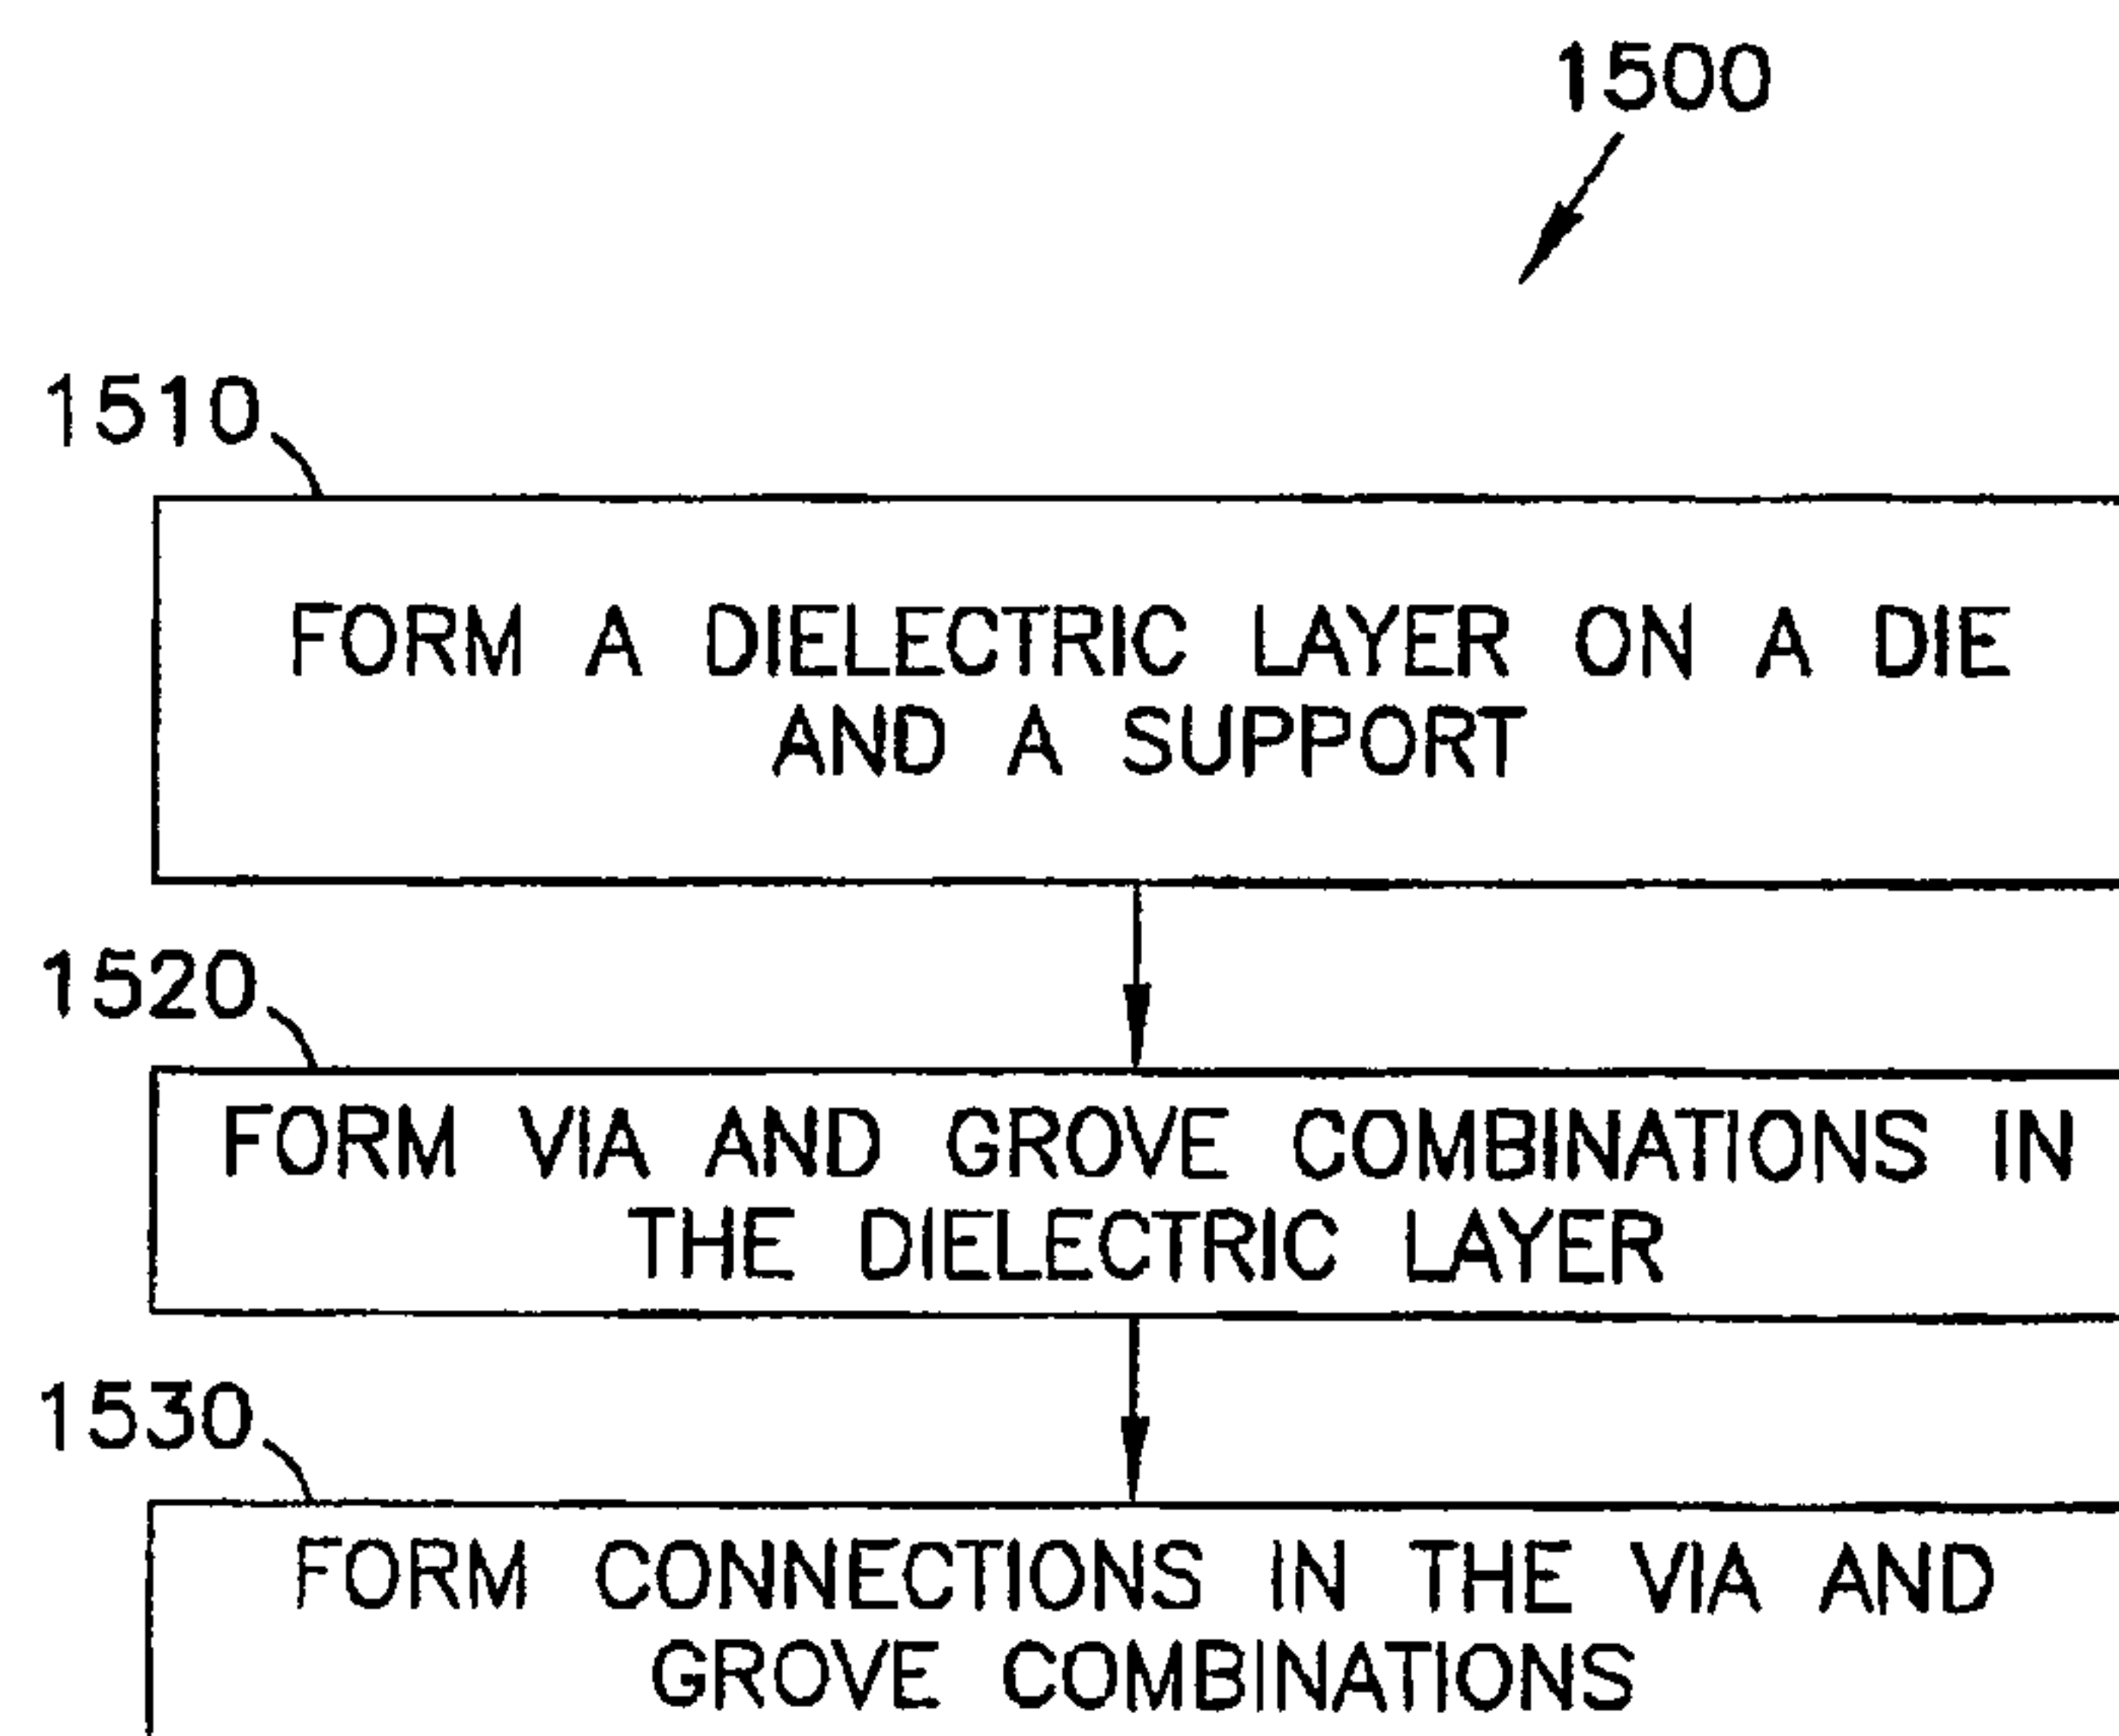 1500
1510
FORM A DIELECTRIC LAYER ON A DIE
AND A SUPPORT
1520
FORM VIA AND GROVE COMBINATIONS IN
THE DIELECTRIC LAYER
1530
FORM CONNECTIONS IN THE VIA AND
GROVE COMBINATIONS